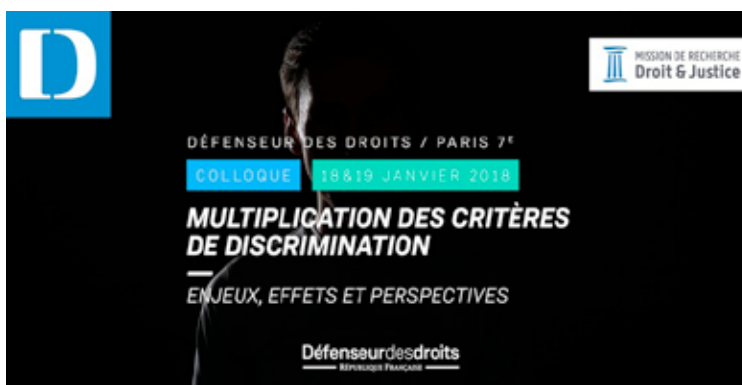 D
MISSION DE RECHERCHE
Droit & Justice
DÉFENSEUR DES DROITS / PARIS 7E
COLLOQUE 18&19 JANVIER 2018
MULTIPLICATION DES CRITÈRES
DE DISCRIMINATION
ENJEUX, EFFETS ET PERSPECTIVES
Défenseurdesdroits
RÉPUBLIQUE FRANÇAISE